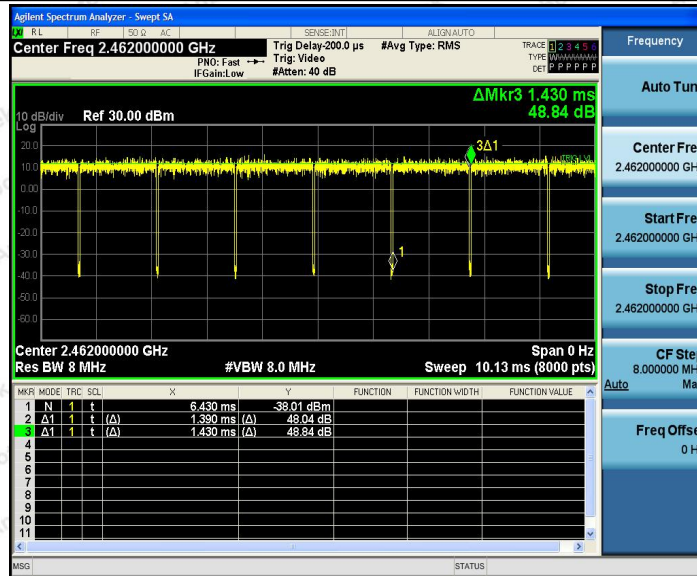 Agilent Spectrum Analyzer - Swept SA
RL RF 50 Ω AC SENSE:INT ALIGN AUTO
Center Freq 2.462000000 GHz
PNO: Fast
IFGain:Low
Trig Delay-200.0 µs
Trig: Video
#Atten: 40 dB
#Avg Type: RMS
TRACE 1 2 3 4 5 6
TYPE
DET P P P P P P
ΔMkr3 1.430 ms
48.84 dB
10 dB/div Ref 30.00 dBm
Log
20.0
10.0
0.00
-10.0
-20.0
-30.0
-40.0
-50.0
-60.0
3Δ1
TRIG LVL
1
Center 2.462000000 GHz Span 0 Hz
Res BW 8 MHz #VBW 8.0 MHz Sweep 10.13 ms (8000 pts)
MKR MODE TRC SCL X Y FUNCTION FUNCTION WIDTH FUNCTION VALUE
1 N 1 t 6.430 ms -38.01 dBm
2 Δ1 1 t (Δ) 1.390 ms (Δ) 48.04 dB
3 Δ1 1 t (Δ) 1.430 ms (Δ) 48.84 dB
4
5
6
7
8
9
10
11
MSG STATUS
Frequency
Auto Tun
Center Fre
2.462000000 GH
Start Fre
2.462000000 GH
Stop Fre
2.462000000 GH
CF Ste
8.000000 MH
Auto Ma
Freq Offse
0 H